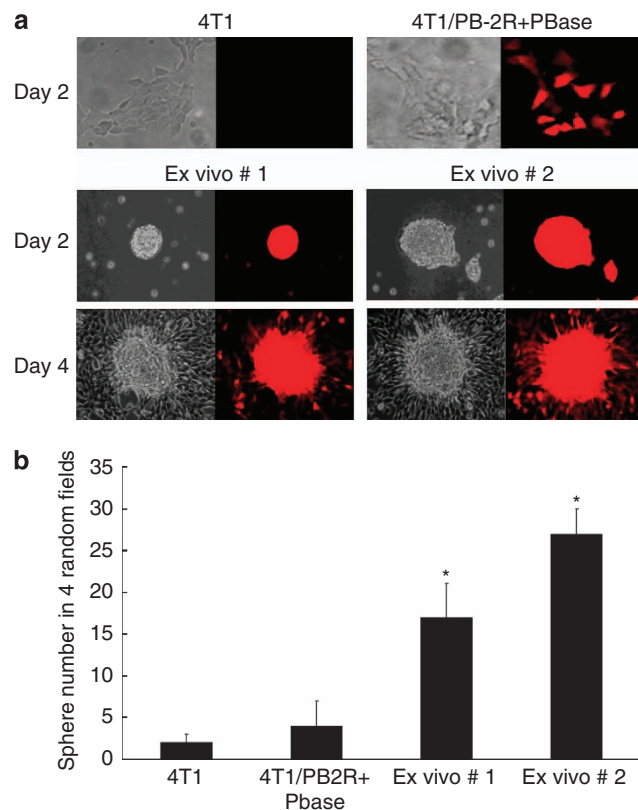 a
4T1 4T1/PB-2R+PBase
Day 2
Ex vivo # 1 Ex vivo # 2
Day 2
Day 4
b
Sphere number in 4 random fields
35
30
25
20
15
10
5
0
* *
4T1 4T1/PB2R+ Ex vivo # 1 Ex vivo # 2
Pbase